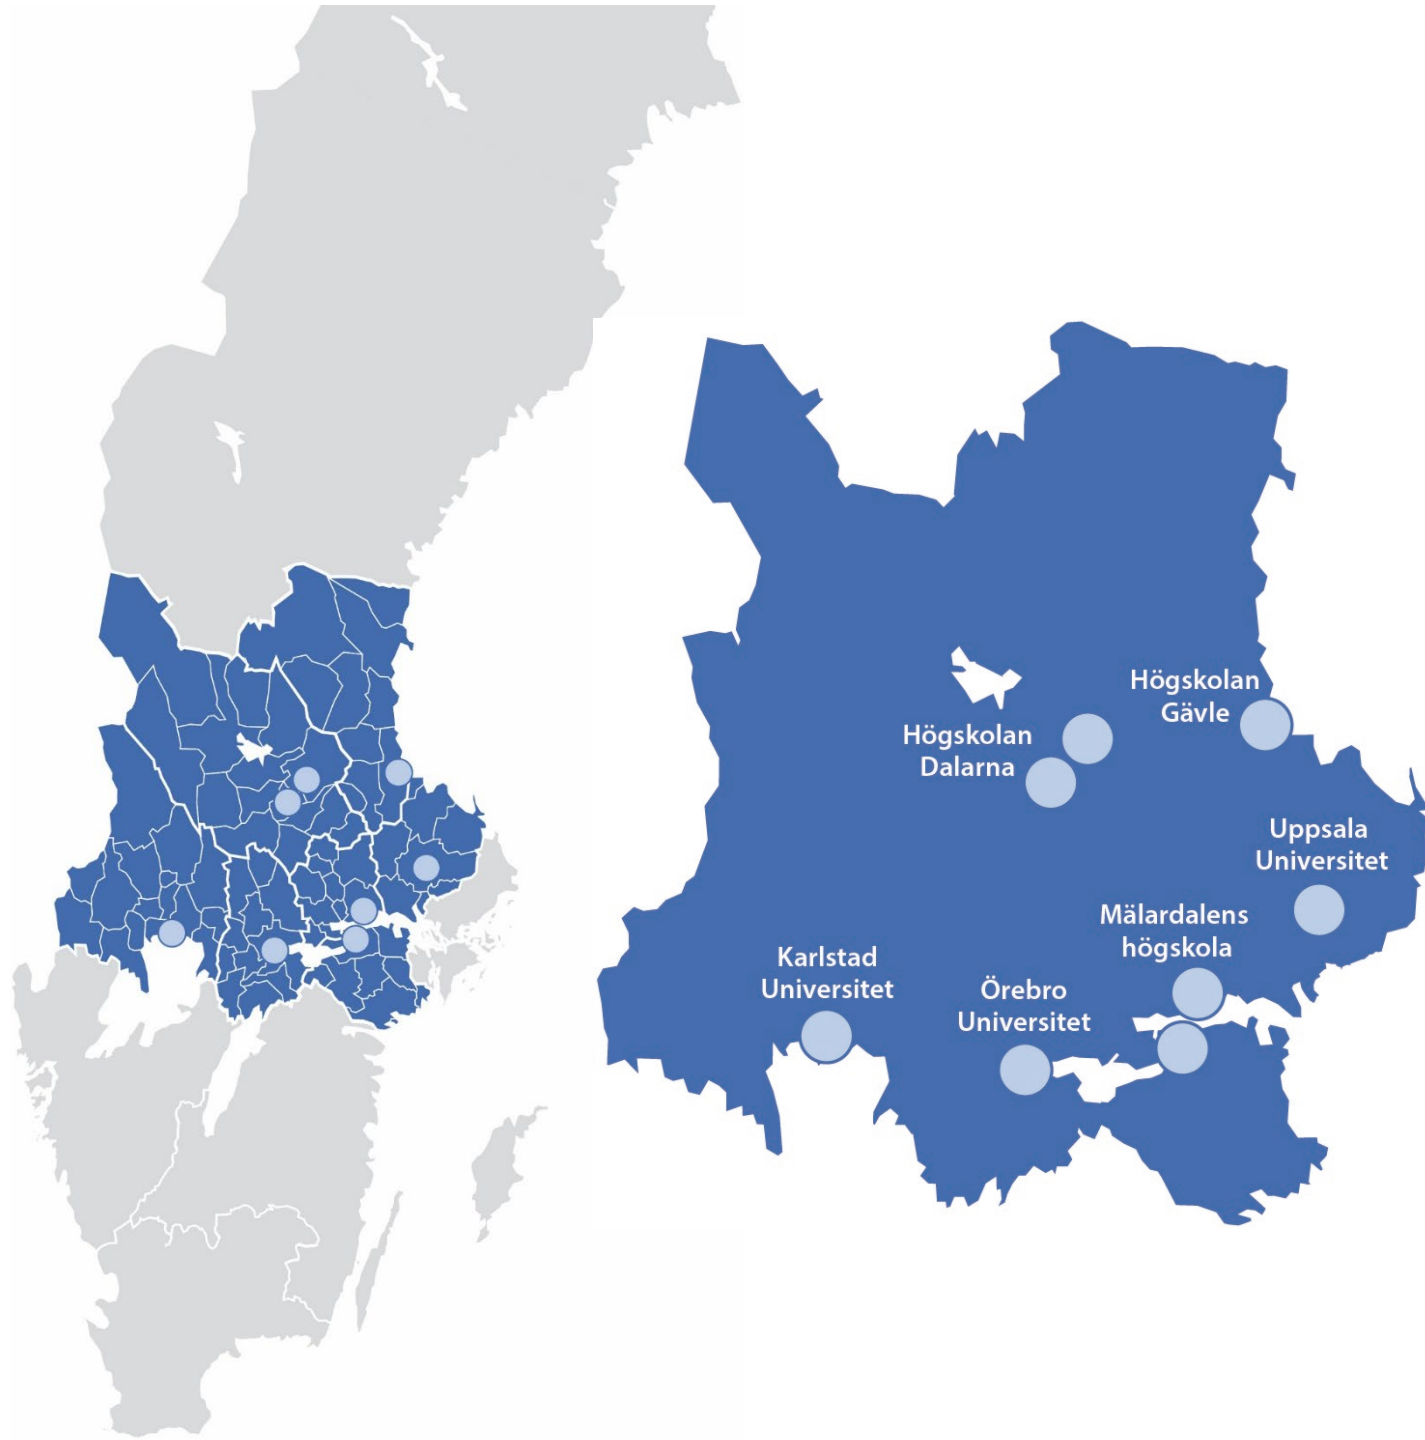 Högskolan
Gävle
Högskolan
Dalarna
Uppsala
Universitet
Mälardalens
högskola
Karlstad
Universitet
Örebro
Universitet